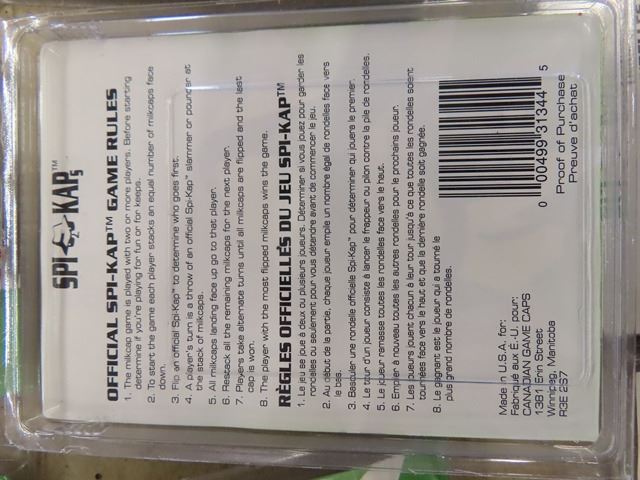 SPI KAPS™
OFFICIAL SPI-KAP™ GAME RULES
1. The milkcap game is played with two or more players. Before starting
determine if you're playing for fun or for keeps.
2. To start the game each player stacks an equal number of milkcaps face
down.
3. Flip an official Spi-Kap™ to determine who goes first.
4. A player's turn is a throw of an official Spi-Kap™ slammer or pounder at
the stack of milkcaps.
5. All milkcaps landing face up go to that player.
6. Restack all the remaining milkcaps for the next player.
7. Players take alternate turns until all milkcaps are flipped and the last
cap is won.
8. The player with the most flipped milkcaps wins the game.
RÈGLES OFFICIELLES DU JEU SPI-KAP™
1. Le jeu se joue à deux ou plusieurs joueurs. Déterminer si vous jouez pour garder les
rondelles ou seulement pour vous détendre avant de commencer le jeu.
2. Au début de la partie, chaque joueur empile un nombre égal de rondelles face vers
le bas.
3. Basculer une rondelle officielle Spi-Kap™ pour déterminer qui jouera le premier.
4. Le tour d'un joueur consiste à lancer le frappeur ou pilon contre la pile de rondelles.
5. Le joueur ramasse toutes les rondelles face vers le haut.
6. Empiler à nouveau toutes les autres rondelles pour le prochains joueur.
7. Les joueurs jouent chacun à leur tour jusqu'à ce que toutes les rondelles soient
tournées face vers le haut et que la dernière rondelle soit gagnée.
8. Le gagnant est le joueur qui a tourné le
plus grand nombre de rondelles.
Made in U.S.A. for:
Fabriqué aux É.-U. pour:
CANADIAN GAME CAPS
1381 Erin Street
Winnipeg, Manitoba
R3E 2S7
0 00499 31344 5
Proof of Purchase
Preuve d'achat